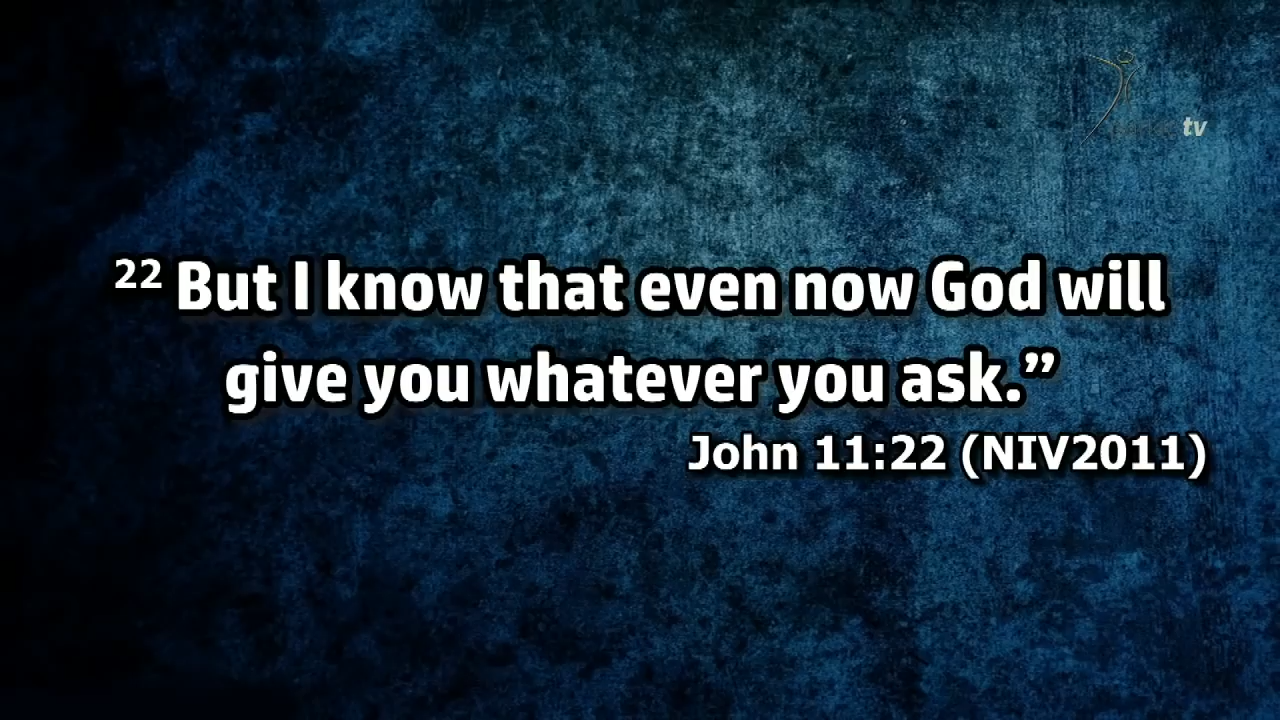 tv
²² But I know that even now God will
give you whatever you ask.”
John 11:22 (NIV2011)